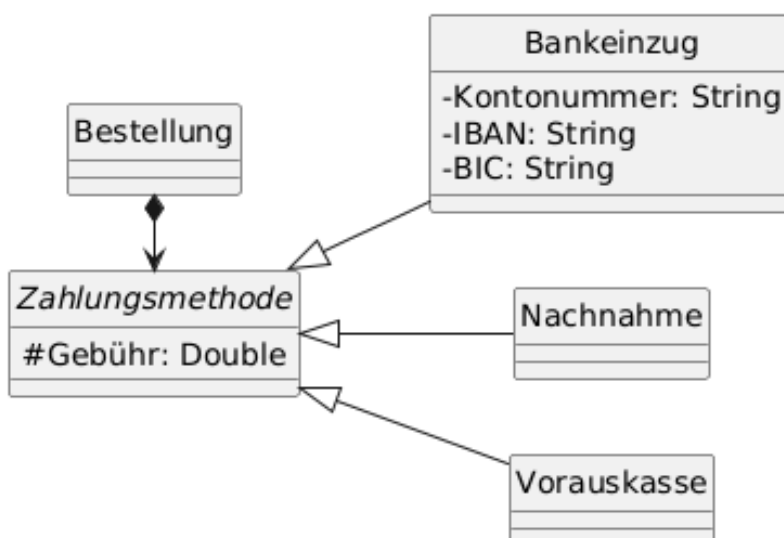 Bankeinzug
-Kontonummer: String
-IBAN: String
-BIC: String
Bestellung
Zahlungsmethode
#Gebühr: Double
Nachnahme
Vorauskasse